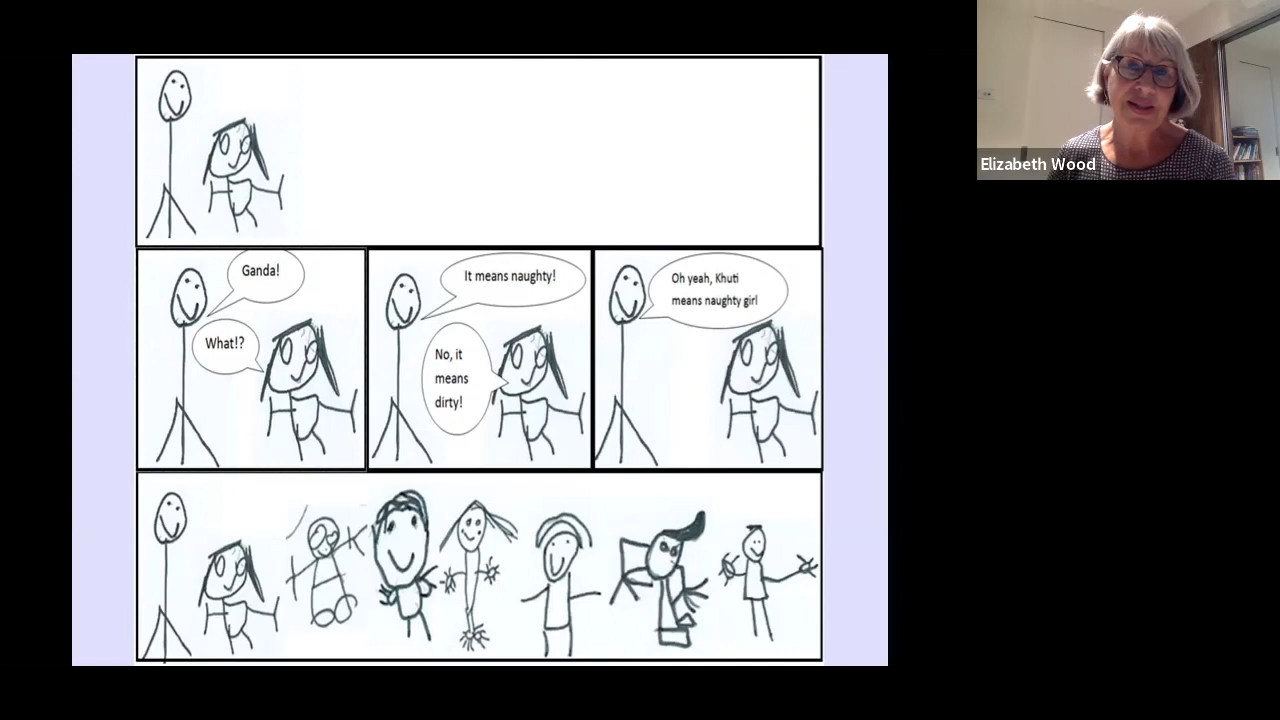 Elizabeth Wood
Ganda!
What!?
It means naughty!
No, it
means
dirty!
Oh yeah, Khuti
means naughty girl